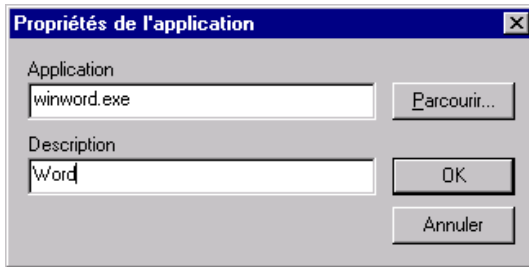 Propriétés de l'application
Application
winword.exe
Parcourir...
Description
Word
OK
Annuler